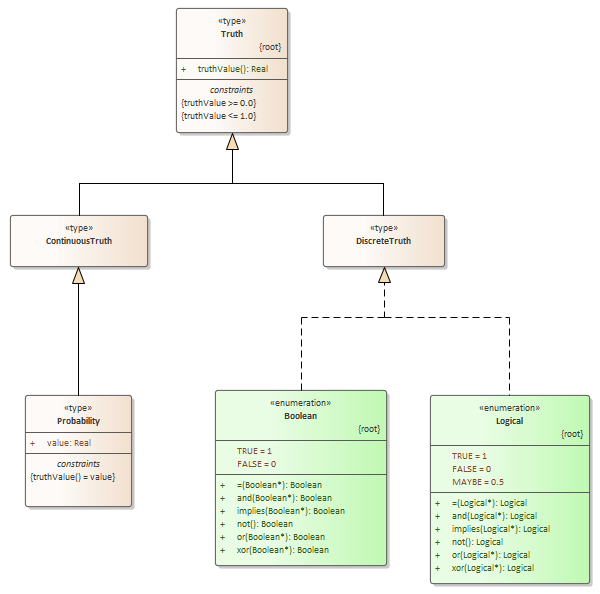 «type»
Truth
{root}
+ truthValue(): Real
constraints
{truthValue >= 0.0}
{truthValue <= 1.0}
«type»
ContinuousTruth
«type»
DiscreteTruth
«type»
Probability
+ value: Real
constraints
{truthValue() = value}
«enumeration»
Boolean
{root}
TRUE = 1
FALSE = 0
+ =(Boolean*): Boolean
+ and(Boolean*): Boolean
+ implies(Boolean*): Boolean
+ not(): Boolean
+ or(Boolean*): Boolean
+ xor(Boolean*): Boolean
«enumeration»
Logical
{root}
TRUE = 1
FALSE = 0
MAYBE = 0.5
+ =(Logical*): Logical
+ and(Logical*): Logical
+ implies(Logical*): Logical
+ not(): Logical
+ or(Logical*): Logical
+ xor(Logical*): Logical